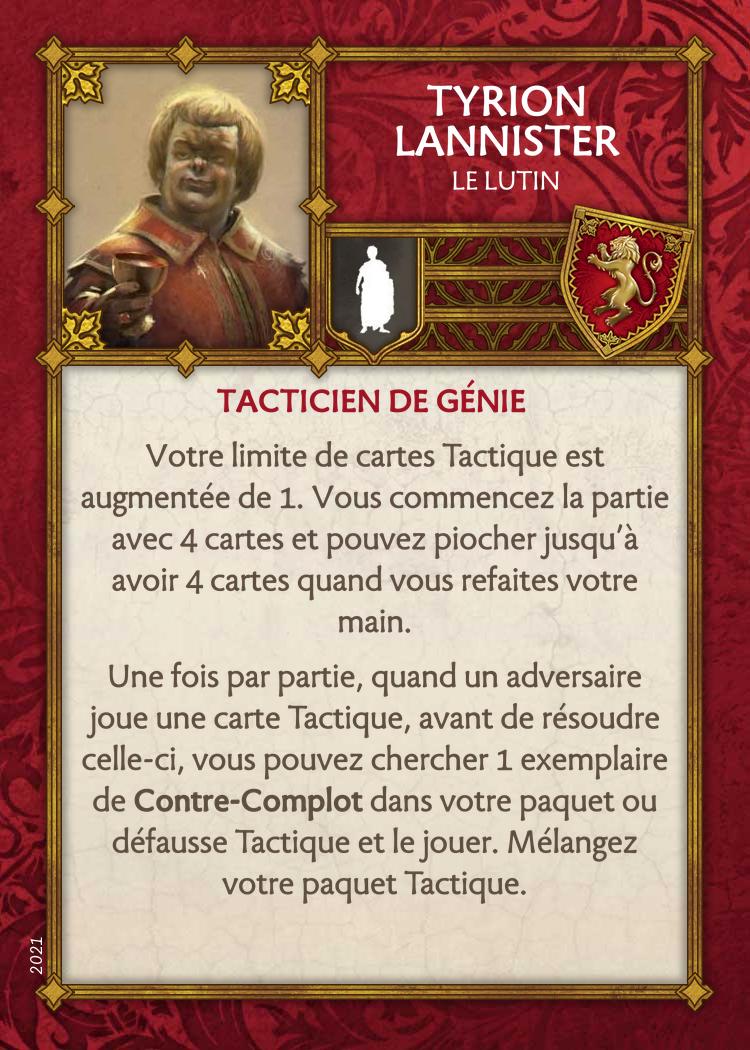 TYRION
LANNISTER
LE LUTIN
TACTICIEN DE GÉNIE
Votre limite de cartes Tactique est
augmentée de 1. Vous commencez la partie
avec 4 cartes et pouvez piocher jusqu’à
avoir 4 cartes quand vous refaites votre
main.
Une fois par partie, quand un adversaire
joue une carte Tactique, avant de résoudre
celle-ci, vous pouvez chercher 1 exemplaire
de Contre-Complot dans votre paquet ou
défausse Tactique et le jouer. Mélangez
votre paquet Tactique.
2021